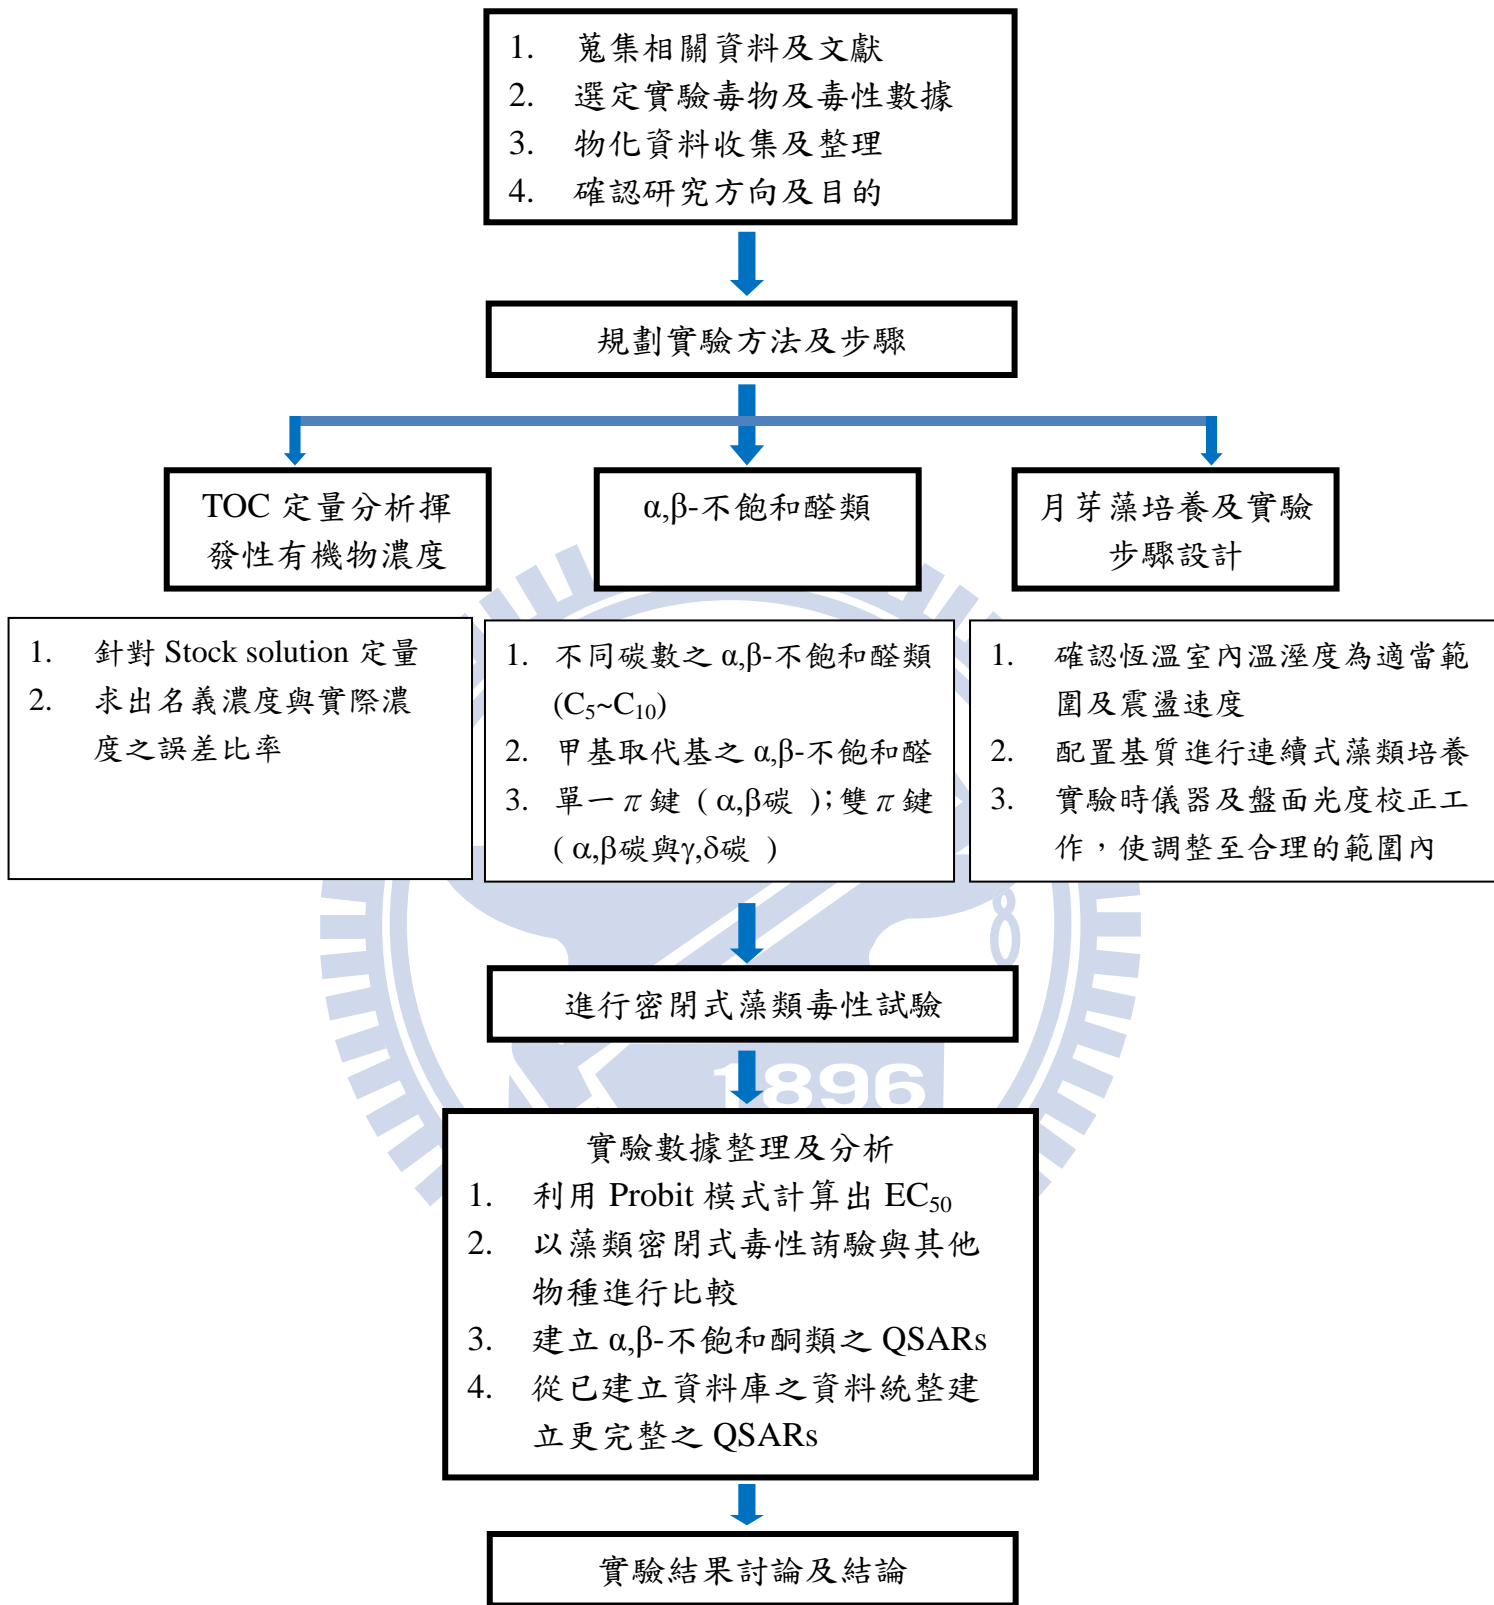 1. 蒐集相關資料及文獻
2. 選定實驗毒物及毒性數據
3. 物化資料收集及整理
4. 確認研究方向及目的
規劃實驗方法及步驟
TOC 定量分析揮
發性有機物濃度
α,β-不飽和醛類
月芽藻培養及實驗
步驟設計
1. 針對 Stock solution 定量
2. 求出名義濃度與實際濃
度之誤差比率
1. 不同碳數之 α,β-不飽和醛類
(C₅~C₁₀)
2. 甲基取代基之 α,β-不飽和醛
3. 單一 π 鍵 ( α,β碳 );雙 π 鍵
( α,β碳與γ,δ碳 )
1. 確認恆溫室內溫溼度為適當範
圍及震盪速度
2. 配置基質進行連續式藻類培養
3. 實驗時儀器及盤面光度校正工
作,使調整至合理的範圍內
進行密閉式藻類毒性試驗
1896
實驗數據整理及分析
1. 利用 Probit 模式計算出 EC₅₀
2. 以藻類密閉式毒性詴驗與其他
物種進行比較
3. 建立 α,β-不飽和酮類之 QSARs
4. 從已建立資料庫之資料統整建
立更完整之 QSARs
實驗結果討論及結論